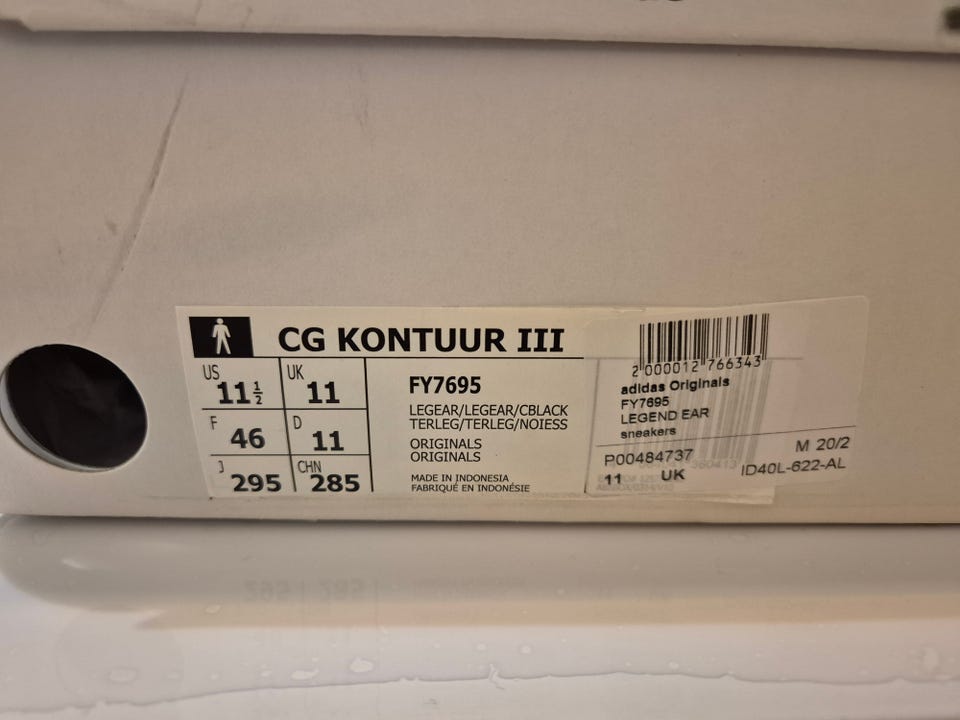 CG KONTUUR III
US 11 1/2
UK 11
F 46
D 11
J 295
CHN 285
FY7695
LEGEAR/LEGEAR/CBLACK
TERLEG/TERLEG/NOIESS
ORIGINALS
ORIGINALS
MADE IN INDONESIA
FABRIQUÉ EN INDONÉSIE
2 000012 766343
adidas Originals
FY7695
LEGEND EAR
sneakers
P00484737
M 20/2
11 UK
ID40L-622-AL